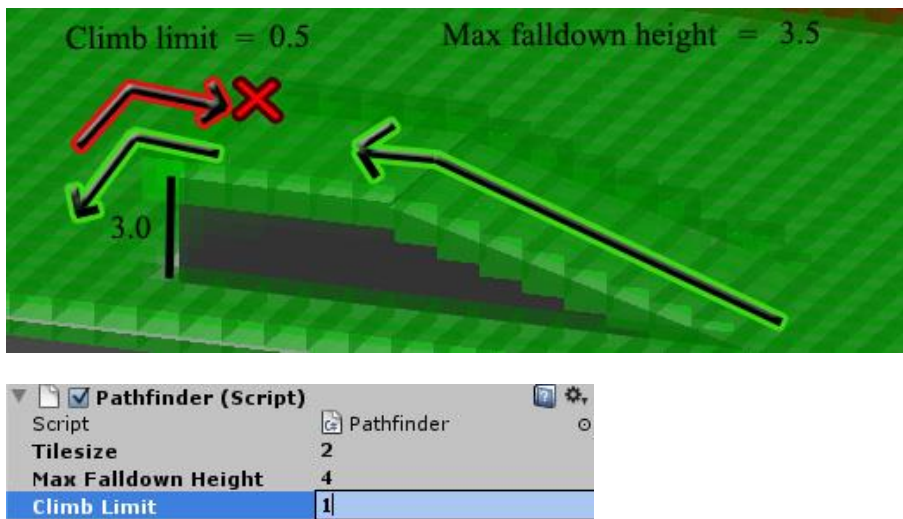 Climb limit = 0.5 Max falldown height = 3.5
3.0
Pathfinder (Script)
Script Pathfinder
Tilesize 2
Max Falldown Height 4
Climb Limit 1